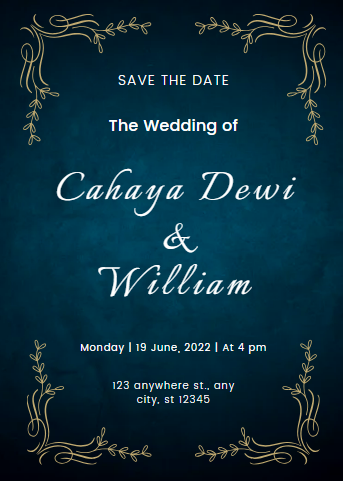 SAVE THE DATE
The Wedding of
Cahaya Dewi
&
William
Monday | 19 June, 2022 | At 4 pm
123 anywhere st., any
city, st 12345